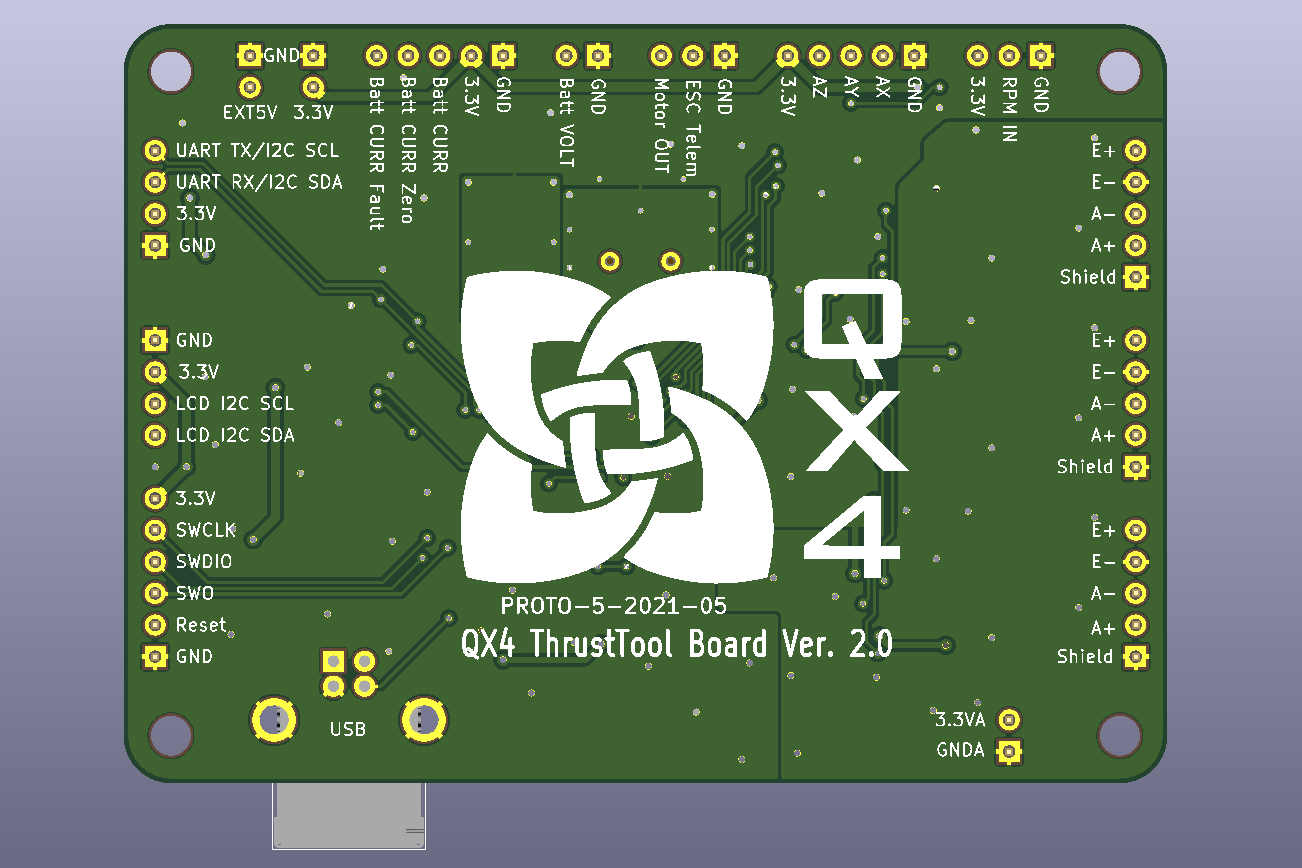 GND
EXT5V 3.3V
Batt CURR Fault
Batt CURR Zero
Batt CURR
3.3V
GND
Batt VOLT
GND
Motor OUT
ESC Telem
GND
3.3V
AZ
AY
AX
GND
3.3V
RPM IN
GND
UART TX/I2C SCL
UART RX/I2C SDA
3.3V
GND
GND
3.3V
LCD I2C SCL
LCD I2C SDA
3.3V
SWCLK
SWDIO
SWO
Reset
GND
USB
QX4
PROTO-5-2021-05
QX4 ThrustTool Board Ver. 2.0
E+
E-
A-
A+
Shield
E+
E-
A-
A+
Shield
E+
E-
A-
A+
Shield
3.3VA
GNDA